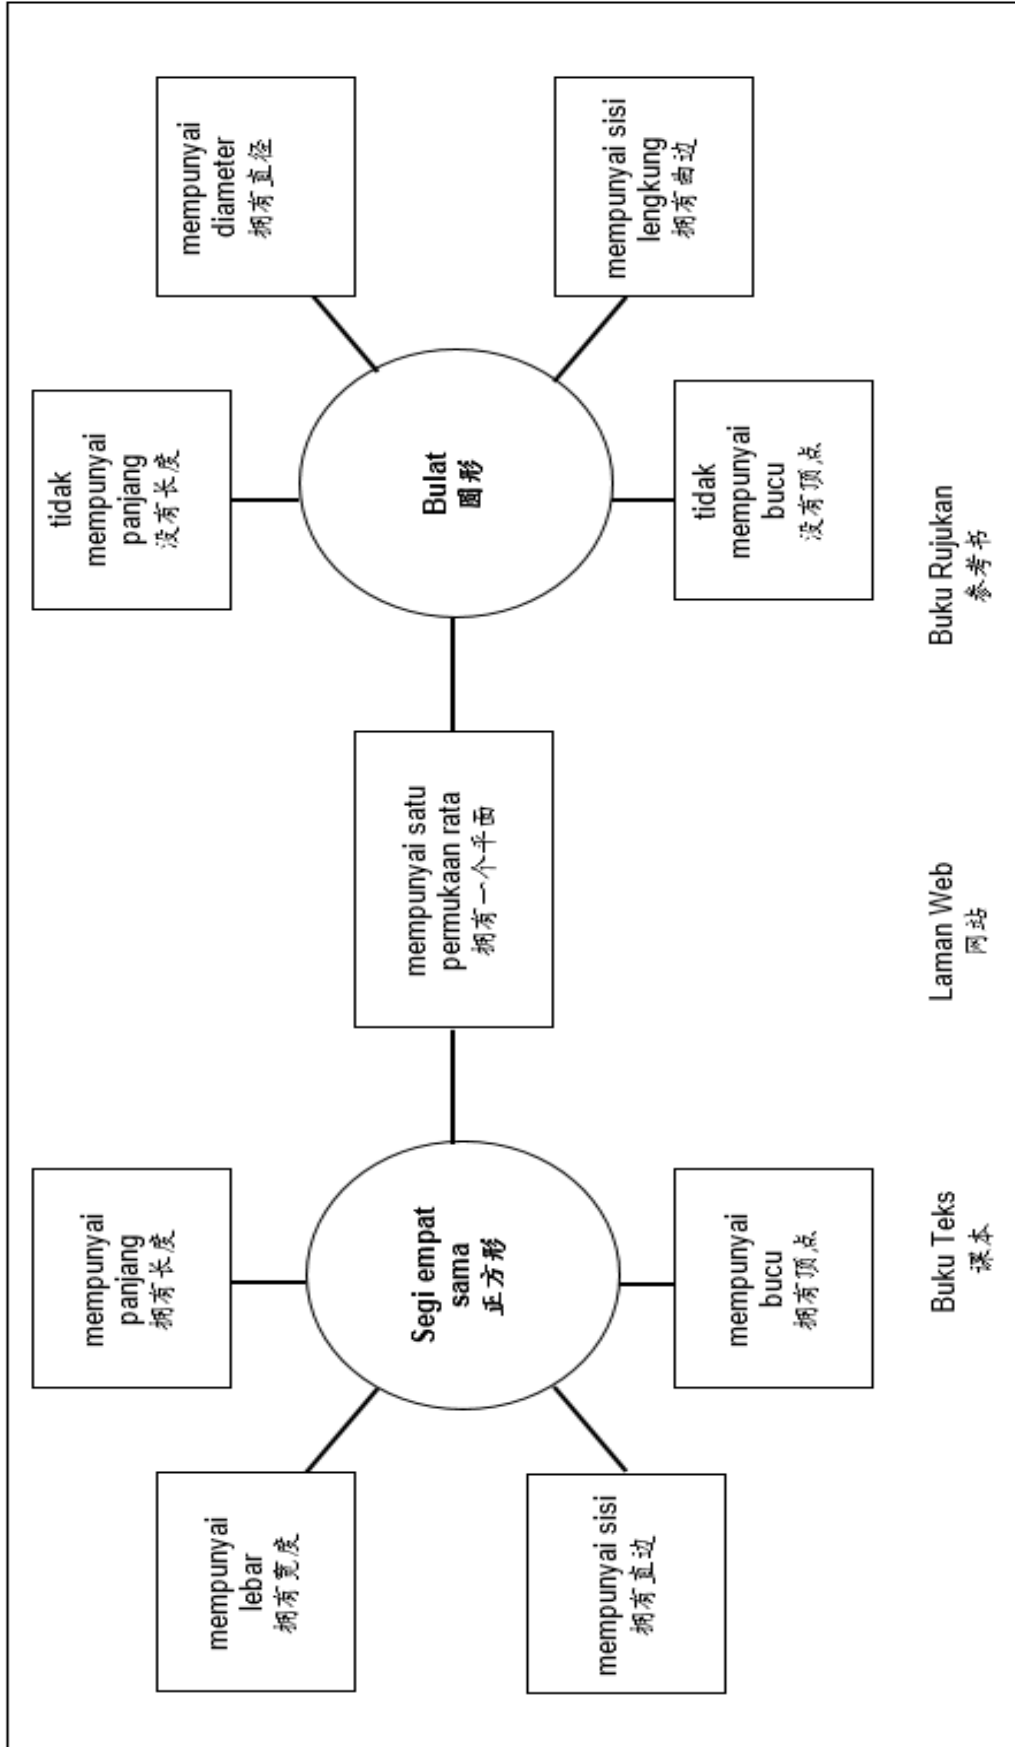 mempunyai
lebar
拥有宽度
mempunyai
panjang
拥有长度
mempunyai sisi
拥有直边
mempunyai
bucu
拥有顶点
Segi empat
sama
正方形
mempunyai satu
permukaan rata
拥有一个平面
Bulat
圆形
tidak
mempunyai
panjang
没有长度
mempunyai
diameter
拥有直径
tidak
mempunyai
bucu
没有顶点
mempunyai sisi
lengkung
拥有曲边
Buku Teks
课本
Laman Web
网站
Buku Rujukan
参考书